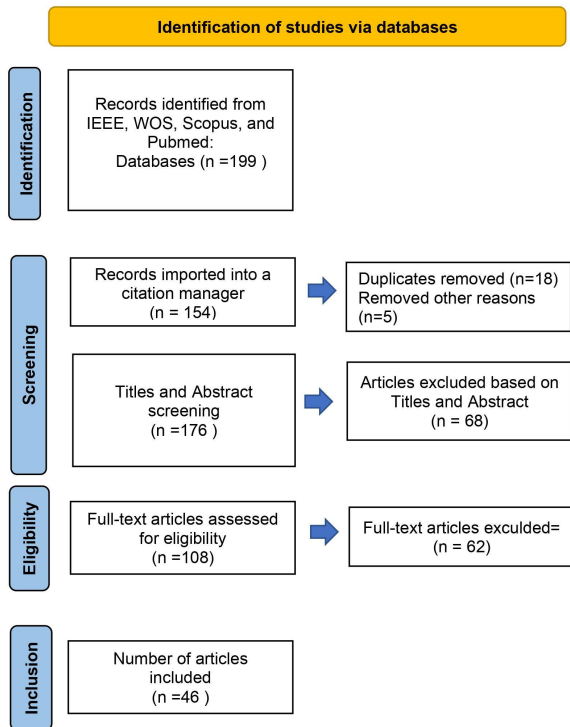 Identification of studies via databases
Identification
Records identified from
IEEE, WOS, Scopus, and
Pubmed:
Databases (n =199 )
Screening
Records imported into a
citation manager
(n = 154)
Duplicates removed (n=18)
Removed other reasons
(n=5)
Titles and Abstract
screening
(n =176 )
Articles excluded based on
Titles and Abstract
(n = 68)
Eligibility
Full-text articles assessed
for eligibility
(n =108)
Full-text articles exculded=
(n = 62)
Inclusion
Number of articles
included
(n =46 )